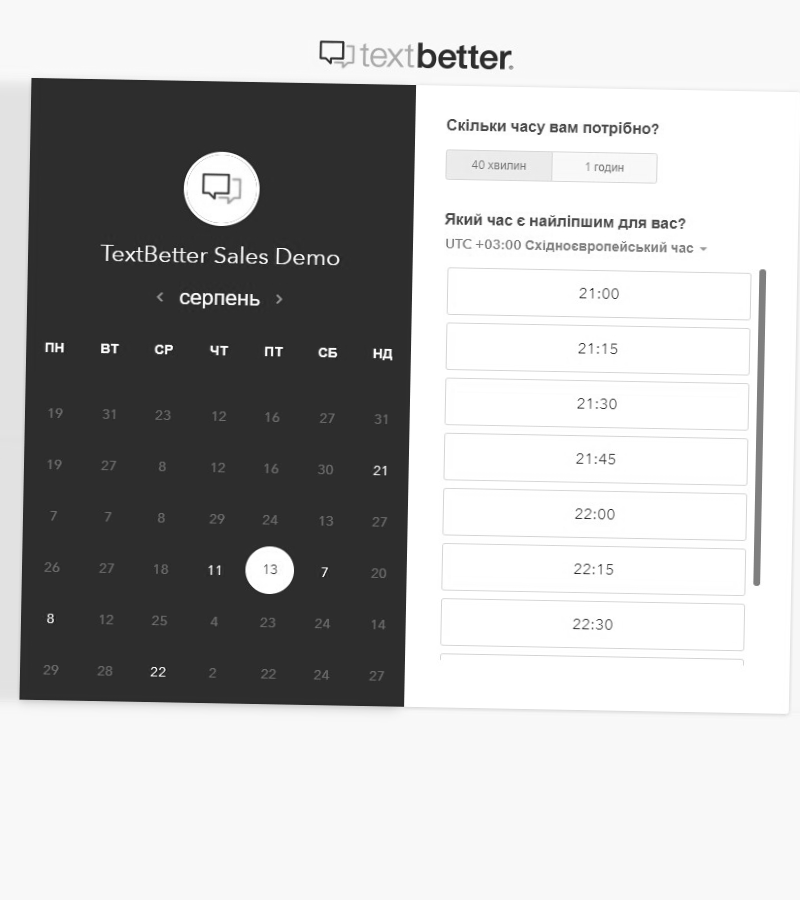 textbetter.
TextBetter Sales Demo
серпень
ПН ВТ СР ЧТ ПТ СБ НД
19 31 23 12 16 27 31
19 27 8 12 16 30 21
7 7 8 29 24 13 27
26 27 18 11 13 7 20
8 12 25 4 23 24 14
29 28 22 2 22 24 27
Скільки часу вам потрібно?
40 хвилин 1 годин
Який час є найліпшим для вас?
UTC +03:00 Східноєвропейський час
21:00
21:15
21:30
21:45
22:00
22:15
22:30